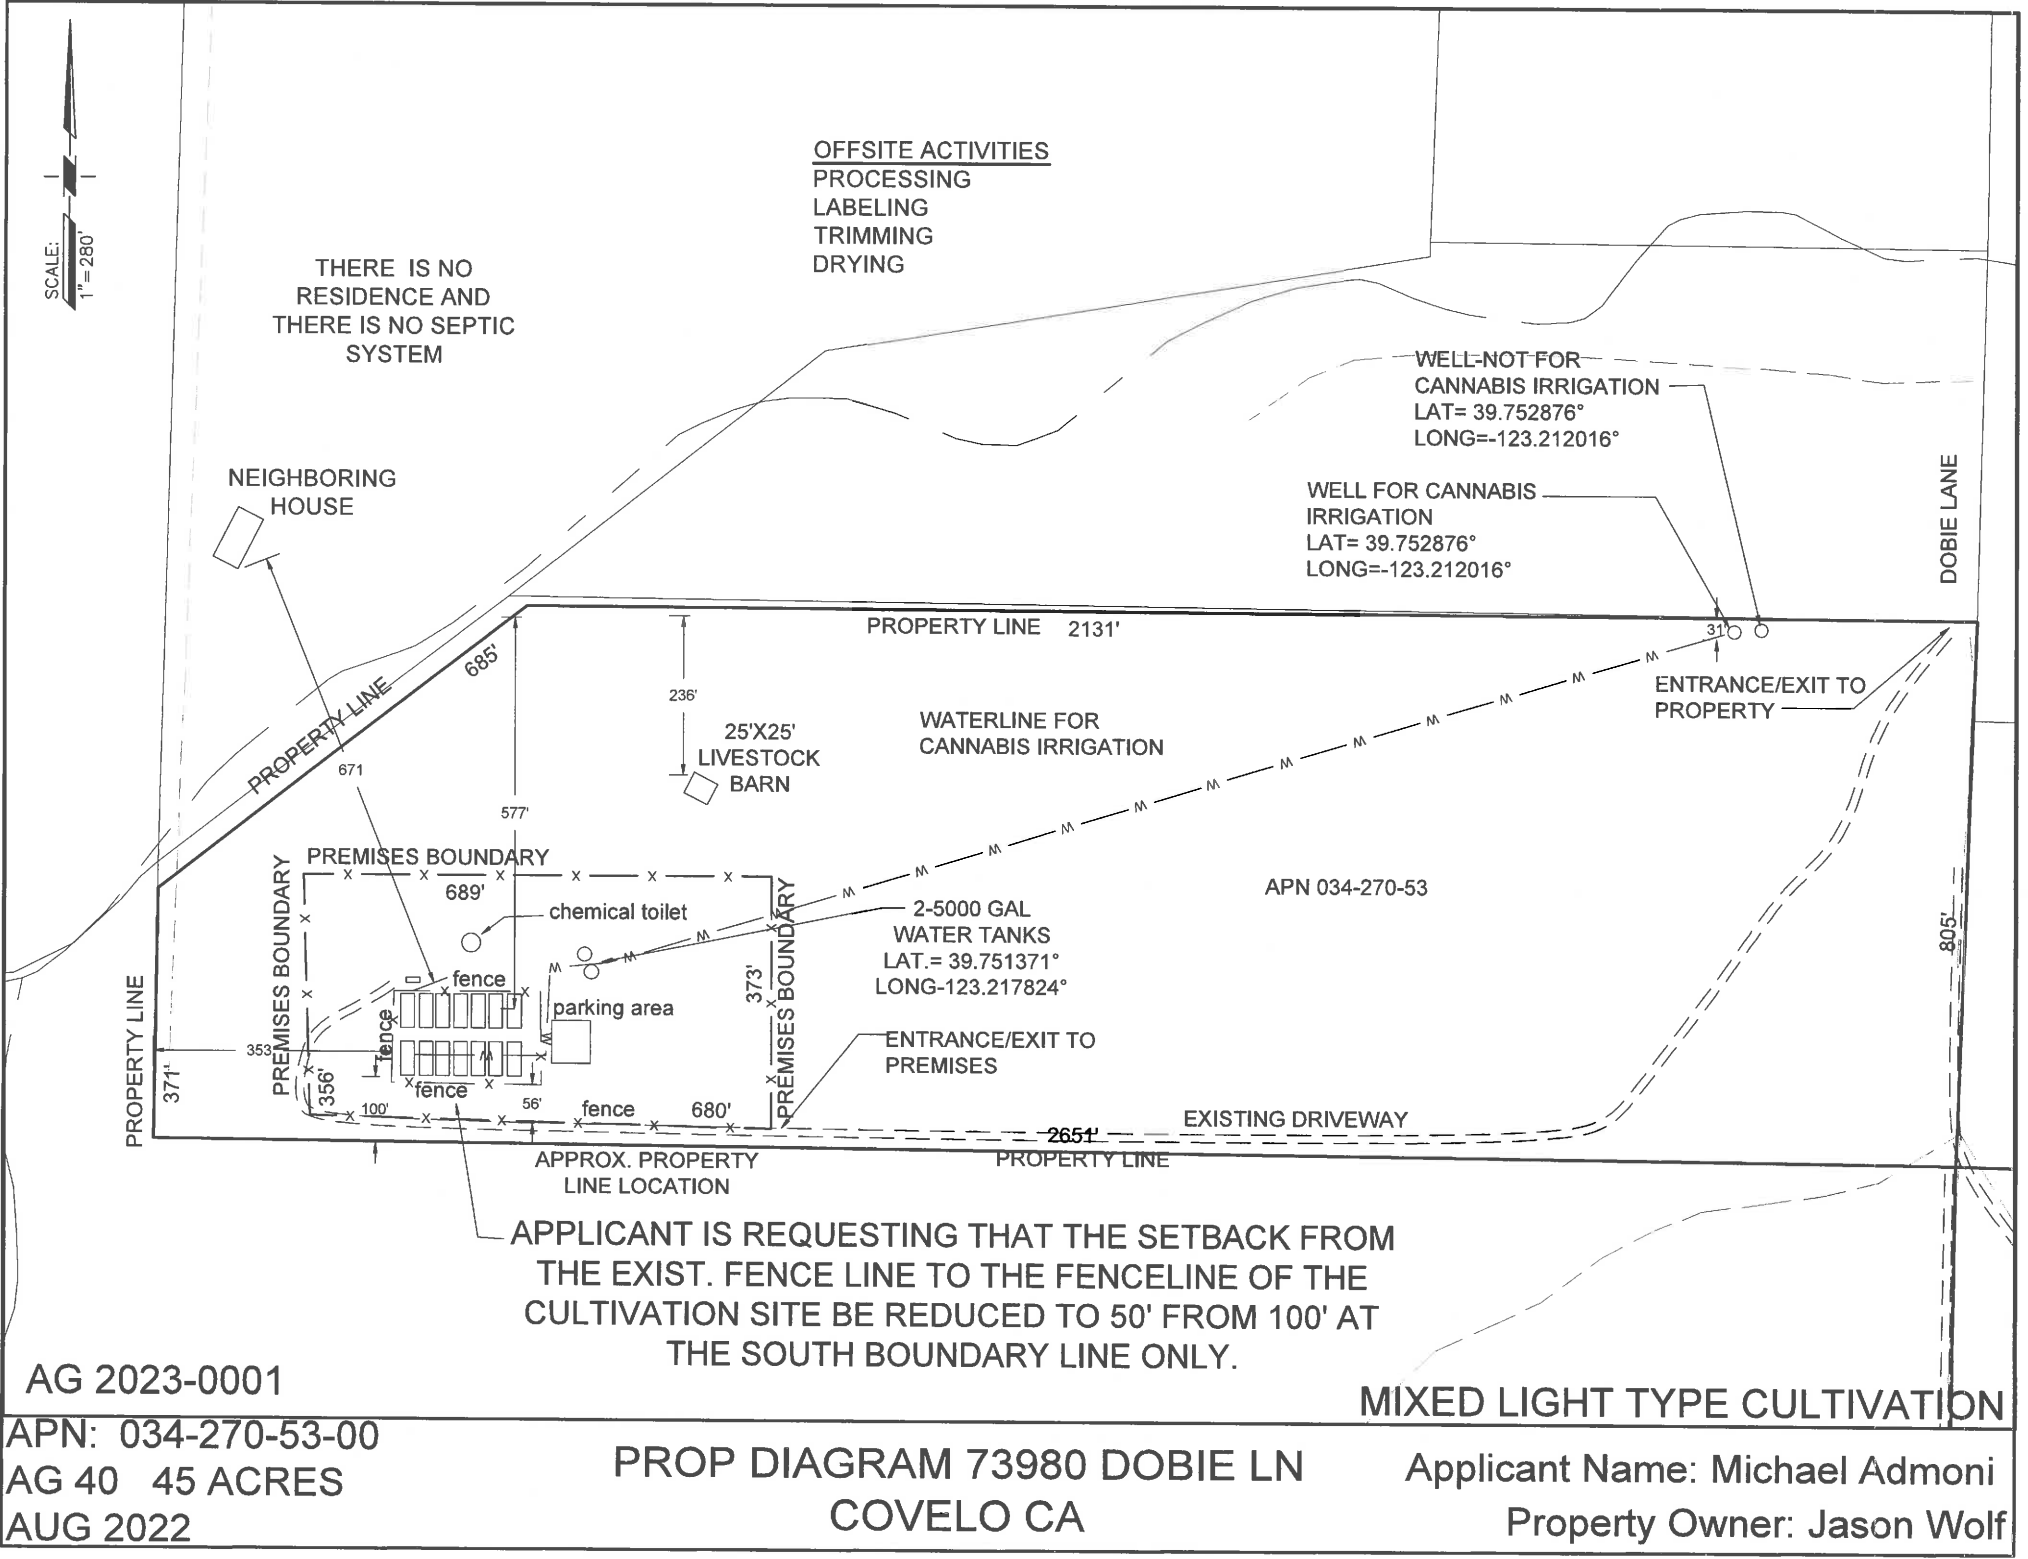 SCALE:
1"=280'
OFFSITE ACTIVITIES
PROCESSING
LABELING
TRIMMING
DRYING
THERE IS NO
RESIDENCE AND
THERE IS NO SEPTIC
SYSTEM
WELL-NOT FOR
CANNABIS IRRIGATION
LAT= 39.752876°
LONG=-123.212016°
NEIGHBORING
HOUSE
WELL FOR CANNABIS
IRRIGATION
LAT= 39.752876°
LONG=-123.212016°
DOBIE LANE
PROPERTY LINE 2131'
31'
685'
PROPERTY LINE
671
236'
25'X25'
LIVESTOCK
BARN
WATERLINE FOR
CANNABIS IRRIGATION
ENTRANCE/EXIT TO
PROPERTY
577'
PREMISES BOUNDARY
689'
PREMISES BOUNDARY
chemical toilet
PREMISES BOUNDARY
373'
2-5000 GAL
WATER TANKS
LAT.= 39.751371°
LONG-123.217824°
APN 034-270-53
805'
fence
parking area
fence
353
PROPERTY LINE
371'
356'
ENTRANCE/EXIT TO
PREMISES
fence
100'
56'
fence
680'
EXISTING DRIVEWAY
2651'
PROPERTY LINE
APPROX. PROPERTY
LINE LOCATION
APPLICANT IS REQUESTING THAT THE SETBACK FROM
THE EXIST. FENCE LINE TO THE FENCELINE OF THE
CULTIVATION SITE BE REDUCED TO 50' FROM 100' AT
THE SOUTH BOUNDARY LINE ONLY.
AG 2023-0001
MIXED LIGHT TYPE CULTIVATION
APN: 034-270-53-00
AG 40 45 ACRES
AUG 2022
PROP DIAGRAM 73980 DOBIE LN
COVELO CA
Applicant Name: Michael Admoni
Property Owner: Jason Wolf